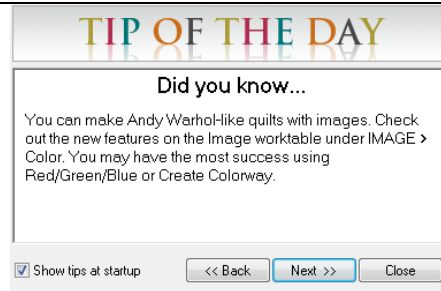 TIP OF THE DAY
Did you know...
You can make Andy Warhol-like quilts with images. Check
out the new features on the Image worktable under IMAGE >
Color. You may have the most success using
Red/Green/Blue or Create Colorway.
Show tips at startup
<< Back
Next >>
Close